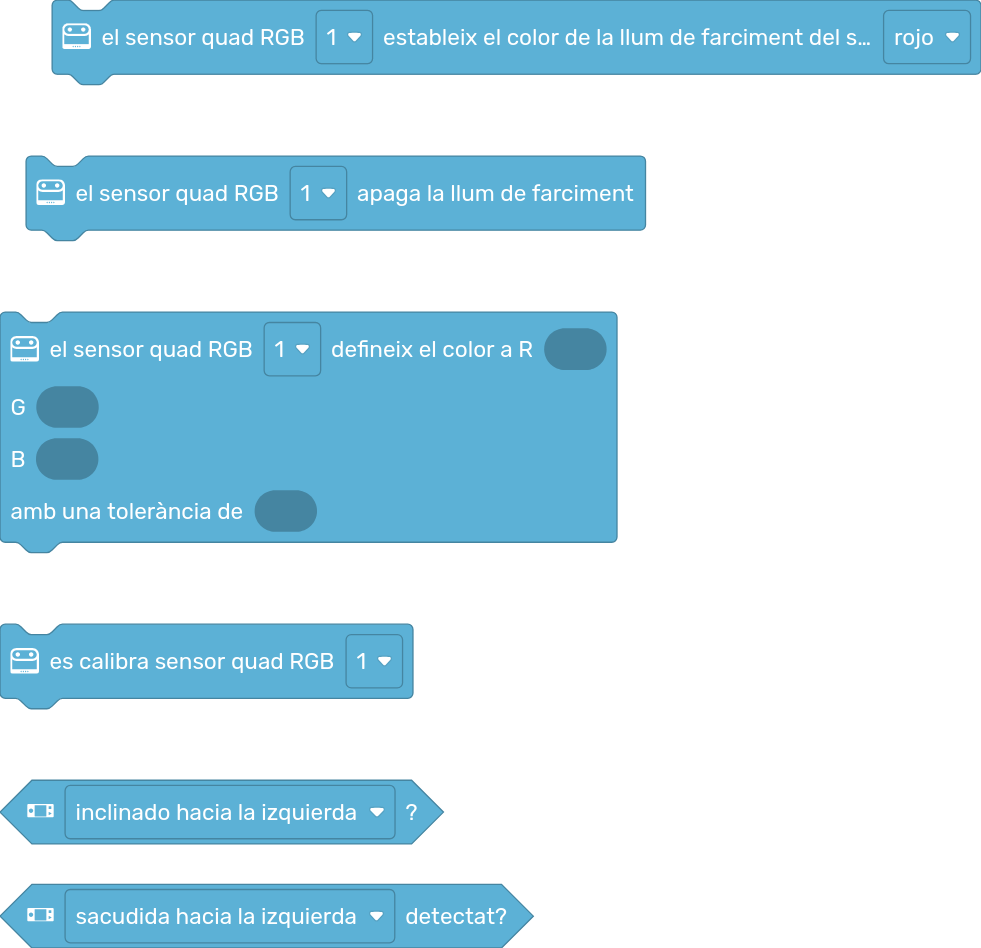 el sensor quad RGB 1 estableix el color de la llum de farciment del s… rojo
el sensor quad RGB 1 apaga la llum de farciment
el sensor quad RGB 1 defineix el color a R
G
B
amb una tolerància de
es calibra sensor quad RGB 1
inclinado hacia la izquierda ?
sacudida hacia la izquierda detectat?